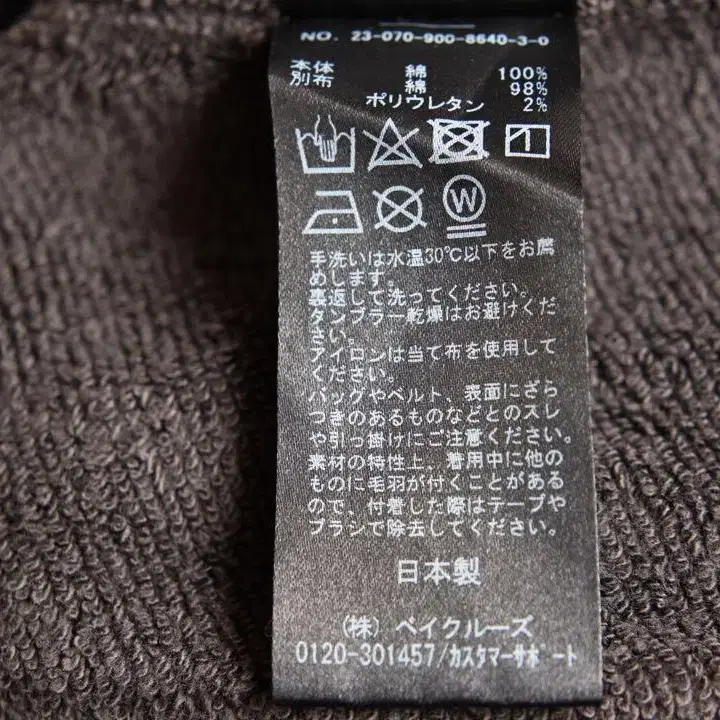 NO. 23-070-900-8640-3-0
本体 綿 100%
別布 綿 98%
ポリウレタン 2%
W
手洗いは水温30℃以下をお薦
めします。
裏返して洗ってください。
タンブラー乾燥はお避けくだ
さい。
アイロンは当て布を使用して
ください。
バッグやベルト、表面にざら
つきのあるものなどとのスレ
や引っ掛けにご注意ください。
素材の特性上、着用中に他の
ものに毛羽が付くことがある
ので、付着した際はテープや
ブラシで除去してください。
日本製
(株) ベイクルーズ
0120-301457/カスタマーサポート